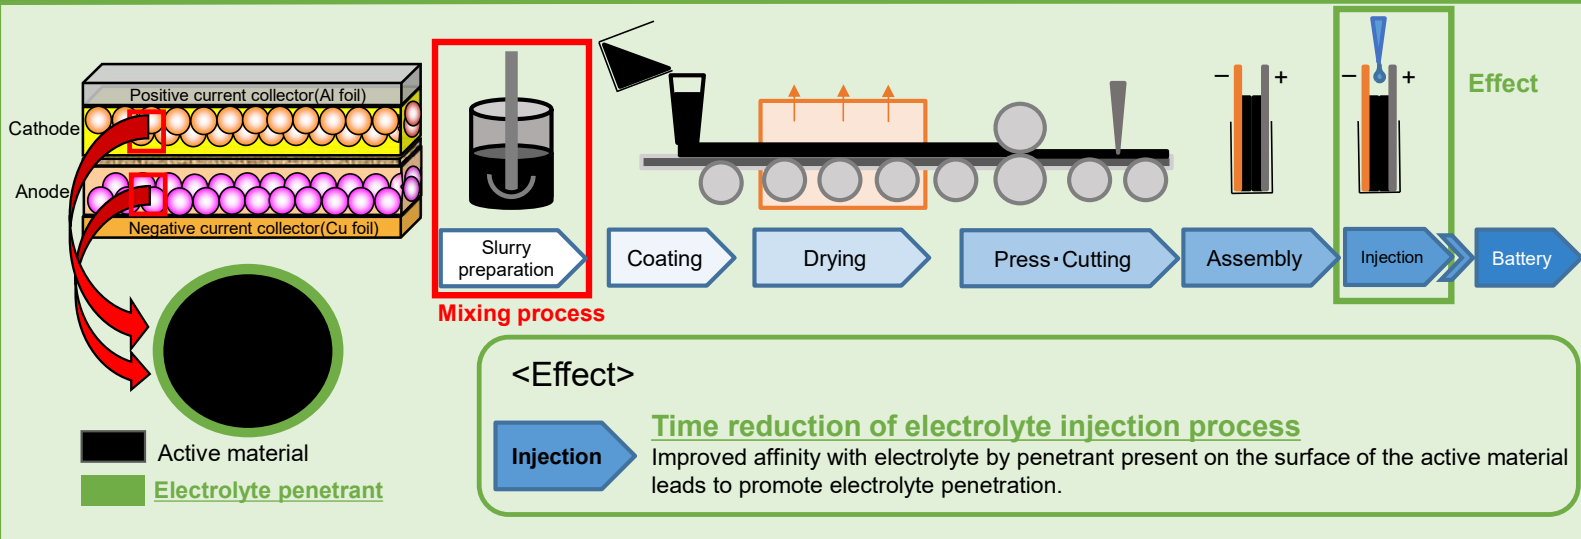 Positive current collector(Al foil)
Cathode
Anode
Negative current collector(Cu foil)
Active material
Electrolyte penetrant
Slurry
preparation
Mixing process
Coating
Drying
Press・Cutting
Assembly
− +
− +
Effect
Injection
Battery
<Effect>
Injection
Time reduction of electrolyte injection process
Improved affinity with electrolyte by penetrant present on the surface of the active material
leads to promote electrolyte penetration.